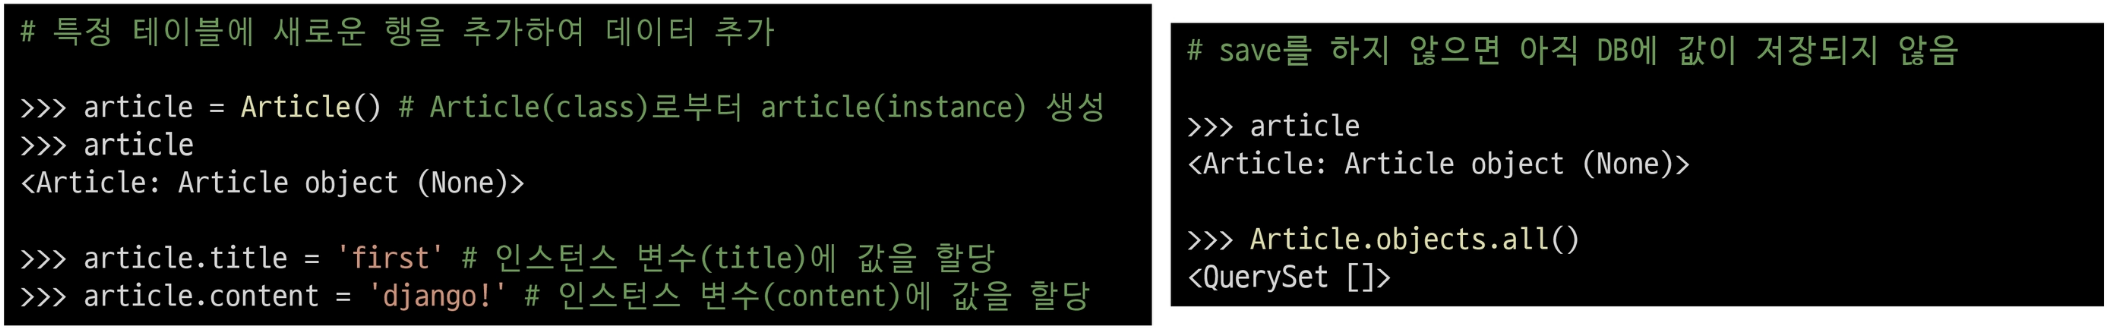 # 특정 테이블에 새로운 행을 추가하여 데이터 추가
>>> article = Article() # Article(class)로부터 article(instance) 생성
>>> article
<Article: Article object (None)>
>>> article.title = 'first' # 인스턴스 변수(title)에 값을 할당
>>> article.content = 'django!' # 인스턴스 변수(content)에 값을 할당
# save를 하지 않으면 아직 DB에 값이 저장되지 않음
>>> article
<Article: Article object (None)>
>>> Article.objects.all()
<QuerySet []>